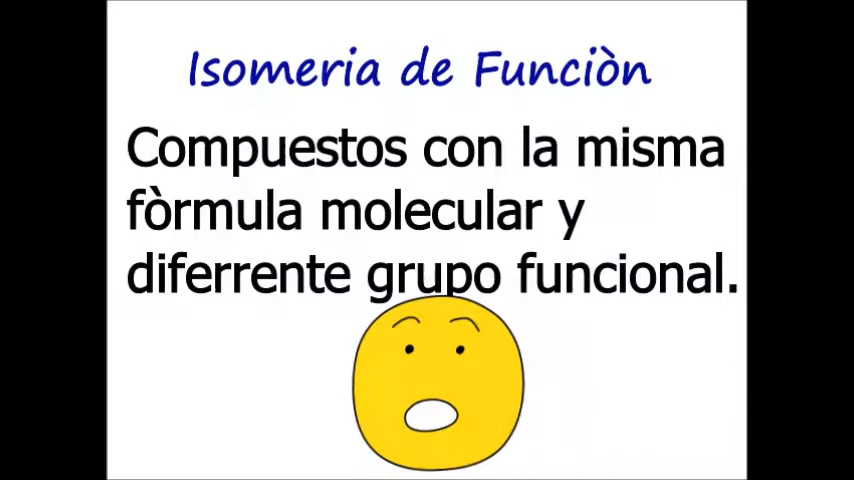 Isomeria de Funciòn
Compuestos con la misma
fòrmula molecular y
diferrente grupo funcional.